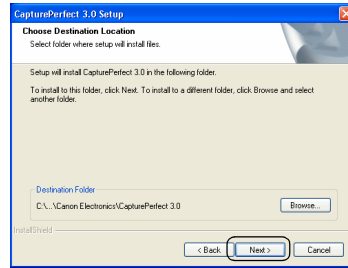 CapturePerfect 3.0 Setup
Choose Destination Location
Select folder where setup will install files.
Setup will install CapturePerfect 3.0 in the following folder.
To install to this folder, click Next. To install to a different folder, click Browse and select
another folder.
Destination Folder
C:\...\Canon Electronics\CapturePerfect 3.0
Browse...
InstallShield
< Back
Next >
Cancel